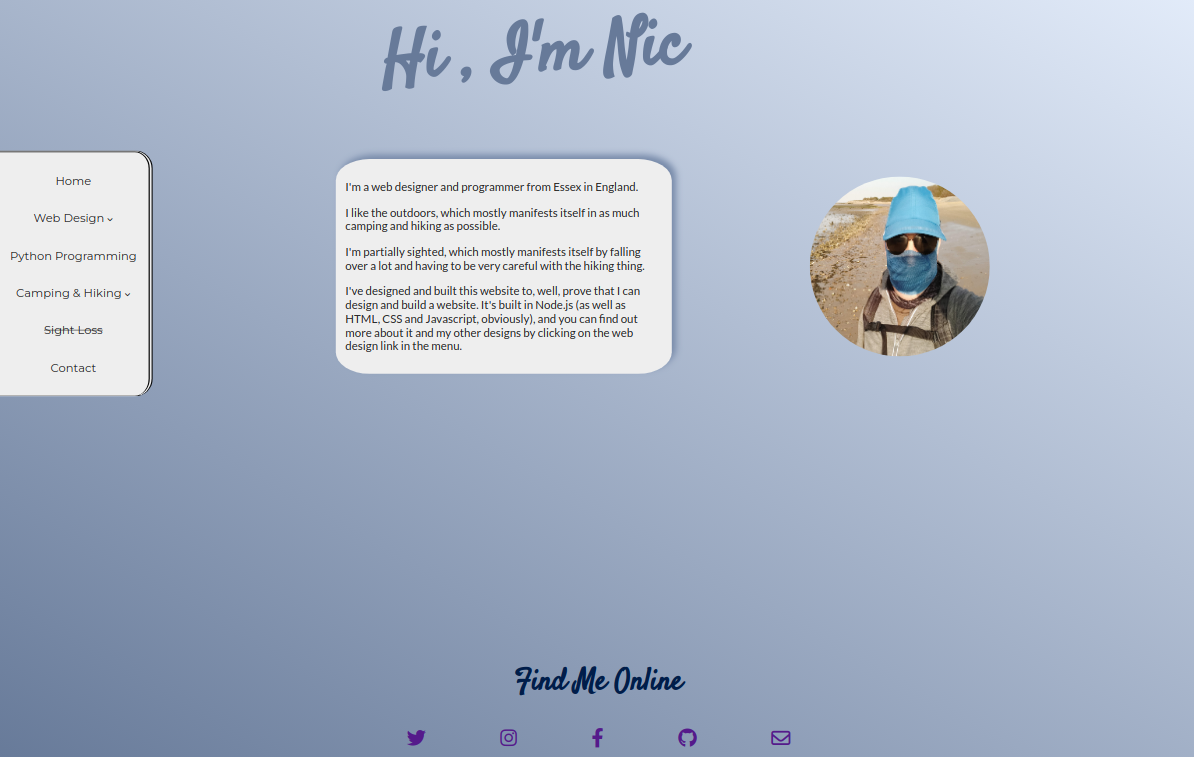 Hi , I'm Nic
Home
Web Design
Python Programming
Camping & Hiking
Sight Loss
Contact
I'm a web designer and programmer from Essex in England.
I like the outdoors, which mostly manifests itself in as much
camping and hiking as possible.
I'm partially sighted, which mostly manifests itself by falling
over a lot and having to be very careful with the hiking thing.
I've designed and built this website to, well, prove that I can
design and build a website. It's built in Node.js (as well as
HTML, CSS and Javascript, obviously), and you can find out
more about it and my other designs by clicking on the web
design link in the menu.
Find Me Online